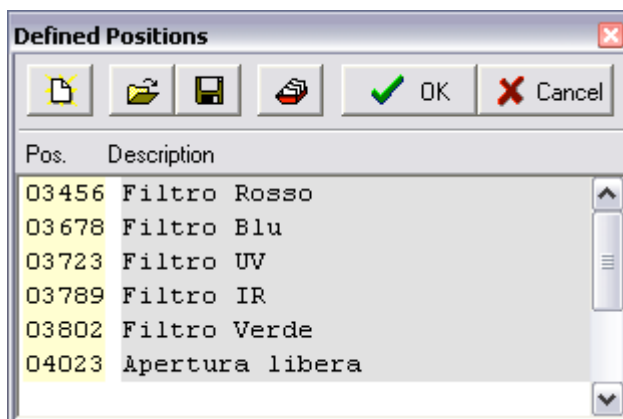 Defined Positions
OK Cancel
Pos. Description
03456 Filtro Rosso
03678 Filtro Blu
03723 Filtro UV
03789 Filtro IR
03802 Filtro Verde
04023 Apertura libera